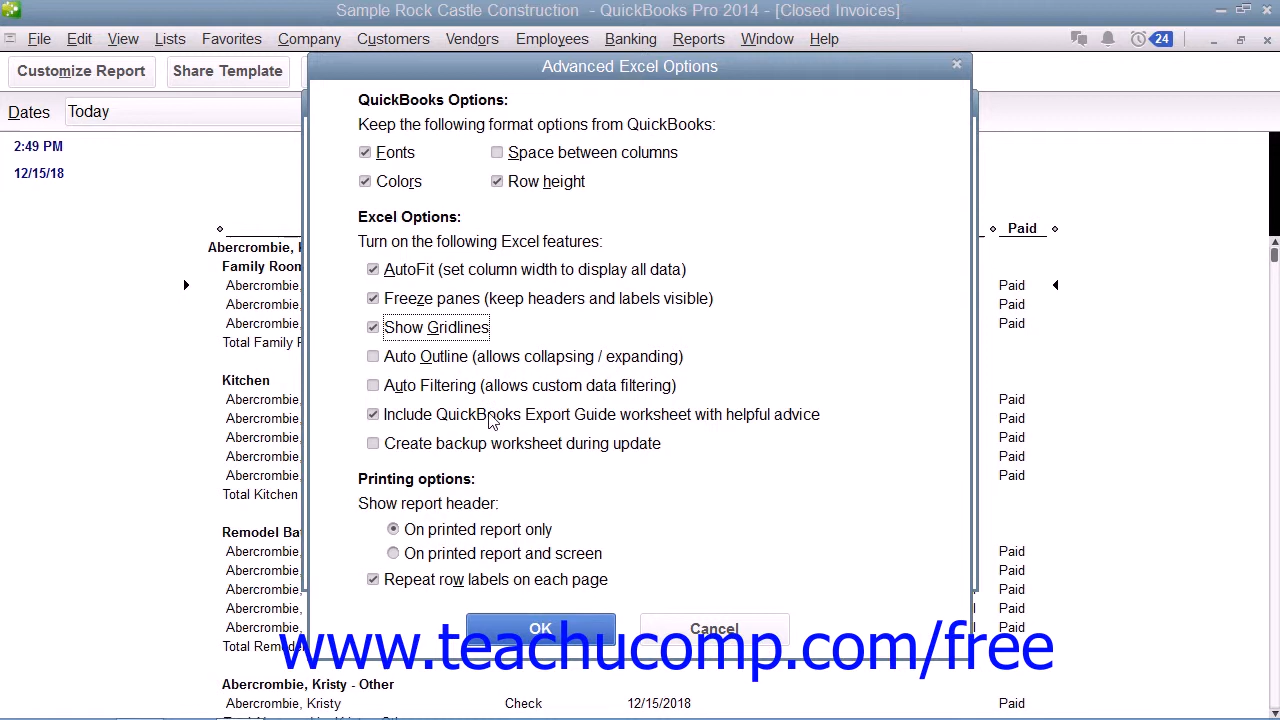 Sample Rock Castle Construction - QuickBooks Pro 2014 - [Closed Invoices]
File Edit View Lists Favorites Company Customers Vendors Employees Banking Reports Window Help 24
Customize Report Share Template
Advanced Excel Options
Dates Today
2:49 PM
12/15/18
QuickBooks Options:
Keep the following format options from QuickBooks:
Fonts Space between columns
Colors Row height
Excel Options:
Turn on the following Excel features:
AutoFit (set column width to display all data)
Freeze panes (keep headers and labels visible)
Show Gridlines
Auto Outline (allows collapsing / expanding)
Auto Filtering (allows custom data filtering)
Include QuickBooks Export Guide worksheet with helpful advice
Create backup worksheet during update
Printing options:
Show report header:
On printed report only
On printed report and screen
Repeat row labels on each page
OK Cancel
Paid
Abercrombie,
Family Room
Abercrombie, Paid
Abercrombie, Paid
Abercrombie, Paid
Total Family
Kitchen
Abercrombie, Paid
Abercrombie, Paid
Abercrombie, Paid
Abercrombie, Paid
Abercrombie, Paid
Total Kitchen
Remodel Ba
Abercrombie, Paid
Abercrombie, Paid
Abercrombie, Paid
Abercrombie, Paid
Abercrombie, Paid
Total Remode
www.teachucomp.com/free
Abercrombie, Kristy - Other
Abercrombie, Kristy Check 12/15/2018 Paid